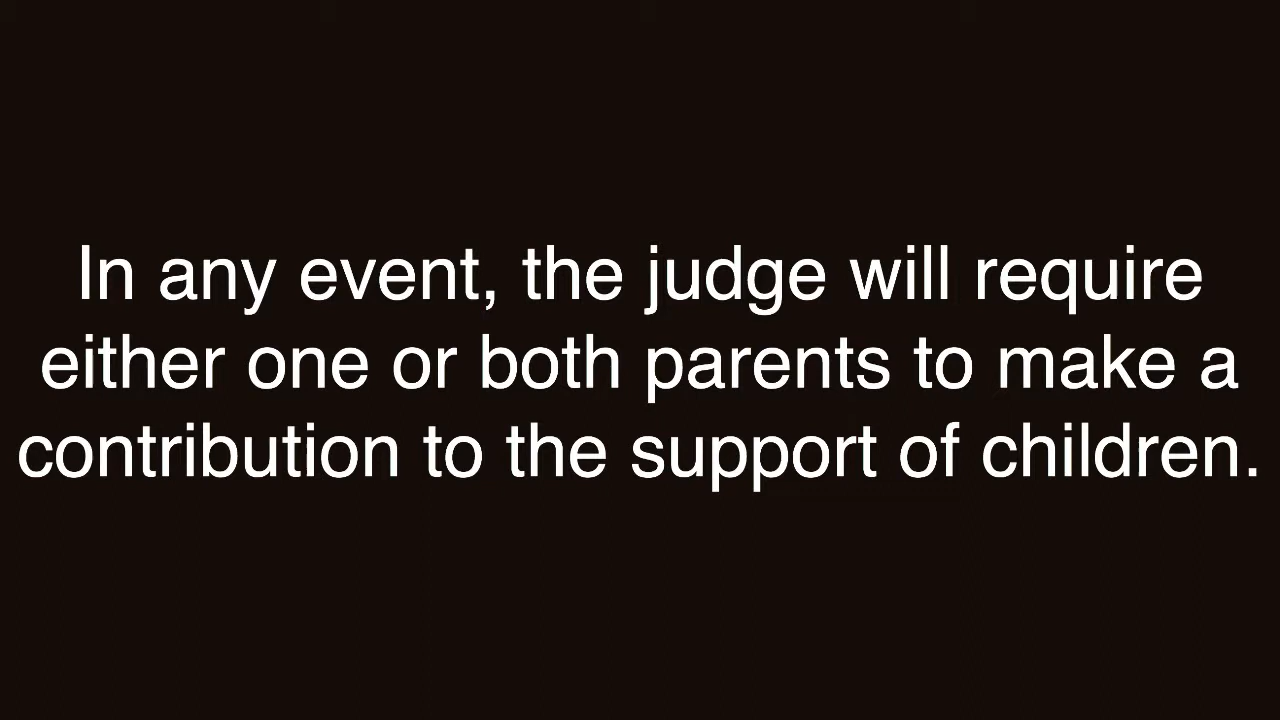 In any event, the judge will require
either one or both parents to make a
contribution to the support of children.